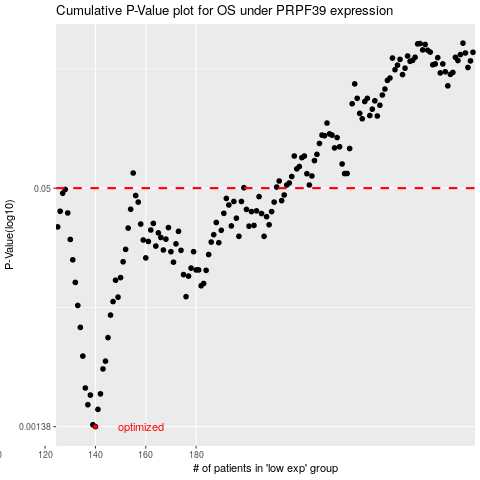 Cumulative P-Value plot for OS under PRPF39 expression
P-Value(log10)
0.05
0.00138
optimized
0
120
140
160
180
# of patients in 'low exp' group